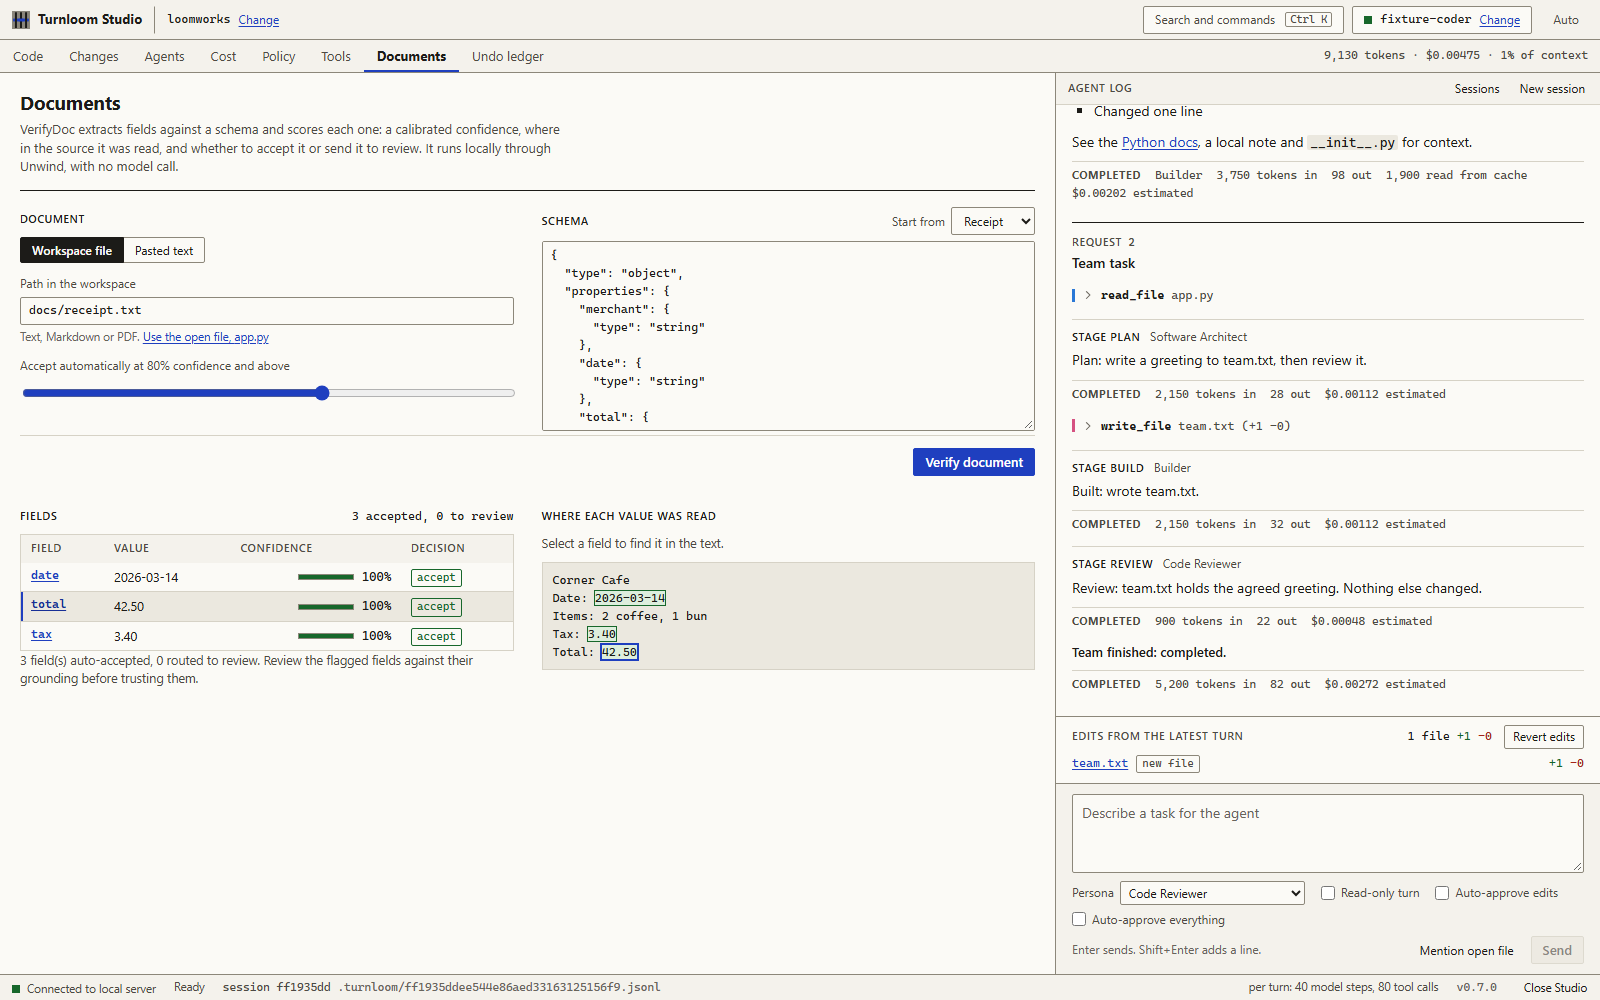 Turnloom Studio
loomworks Change
Search and commands Ctrl K
fixture-coder Change
Auto
Code Changes Agents Cost Policy Tools Documents Undo ledger
9,130 tokens · $0.00475 · 1% of context
Documents
VerifyDoc extracts fields against a schema and scores each one: a calibrated confidence, where
in the source it was read, and whether to accept it or send it to review. It runs locally through
Unwind, with no model call.
DOCUMENT
Workspace file Pasted text
Path in the workspace
docs/receipt.txt
Text, Markdown or PDF. Use the open file, app.py
Accept automatically at 80% confidence and above
SCHEMA
Start from Receipt
{
"type": "object",
"properties": {
"merchant": {
"type": "string"
},
"date": {
"type": "string"
},
"total": {
Verify document
FIELDS
3 accepted, 0 to review
FIELD VALUE CONFIDENCE DECISION
date 2026-03-14 100% accept
total 42.50 100% accept
tax 3.40 100% accept
3 field(s) auto-accepted, 0 routed to review. Review the flagged fields against their
grounding before trusting them.
WHERE EACH VALUE WAS READ
Select a field to find it in the text.
Corner Cafe
Date: 2026-03-14
Items: 2 coffee, 1 bun
Tax: 3.40
Total: 42.50
AGENT LOG
Sessions New session
Changed one line
See the Python docs, a local note and __init__.py for context.
COMPLETED Builder 3,750 tokens in 98 out 1,900 read from cache
$0.00202 estimated
REQUEST 2
Team task
read_file app.py
STAGE PLAN Software Architect
Plan: write a greeting to team.txt, then review it.
COMPLETED 2,150 tokens in 28 out $0.00112 estimated
write_file team.txt (+1 −0)
STAGE BUILD Builder
Built: wrote team.txt.
COMPLETED 2,150 tokens in 32 out $0.00112 estimated
STAGE REVIEW Code Reviewer
Review: team.txt holds the agreed greeting. Nothing else changed.
COMPLETED 900 tokens in 22 out $0.00048 estimated
Team finished: completed.
COMPLETED 5,200 tokens in 82 out $0.00272 estimated
EDITS FROM THE LATEST TURN
1 file +1 −0 Revert edits
team.txt new file +1 −0
Describe a task for the agent
Persona Code Reviewer Read-only turn Auto-approve edits
Auto-approve everything
Enter sends. Shift+Enter adds a line.
Mention open file Send
Connected to local server Ready session ff1935dd .turnloom/ff1935ddee544e86aed33163125156f9.jsonl
per turn: 40 model steps, 80 tool calls v0.7.0 Close Studio